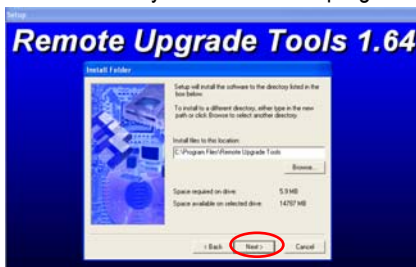 Setup
Remote Upgrade Tools 1.64
Install Folder
Setup will install the software to the directory listed in the
box below.
To install to a different directory, either type in the new
path or click Browse to select another directory.
Install files to this location:
C:\Program Files\Remote Upgrade Tools
Browse...
Space required on drive: 5.9 MB
Space available on selected drive: 14797 MB
< Back Next > Cancel